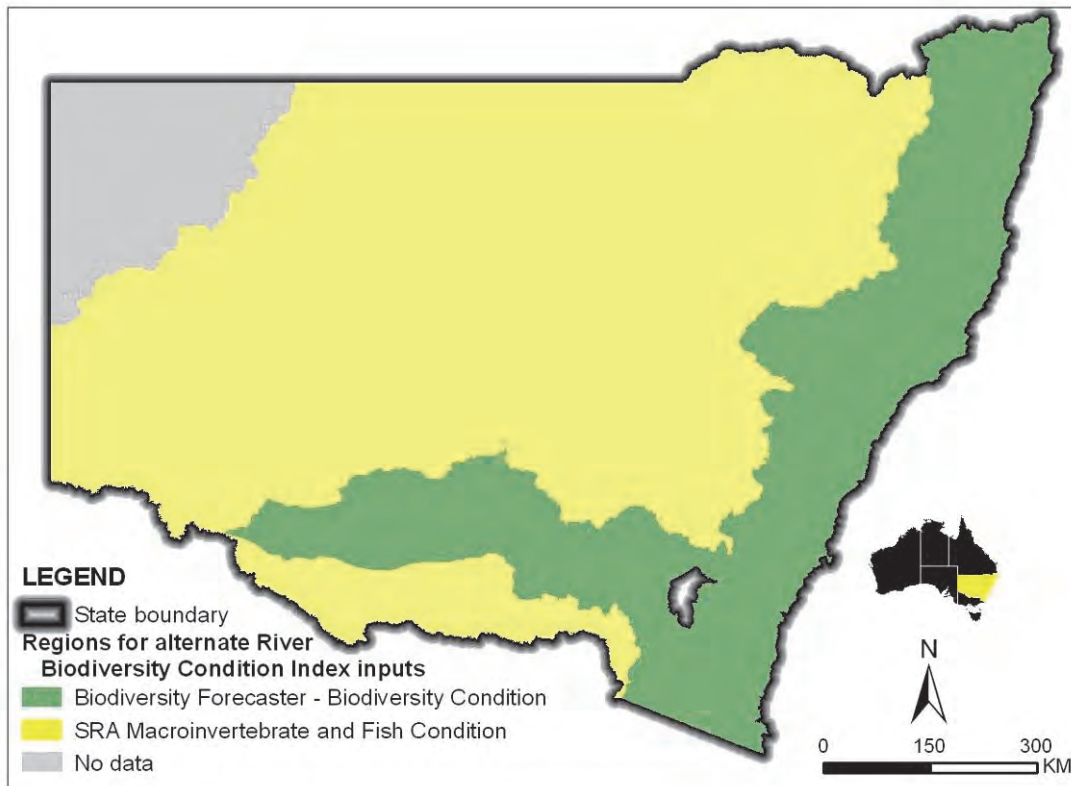 LEGEND
State boundary
Regions for alternate River
Biodiversity Condition Index inputs
Biodiversity Forecaster - Biodiversity Condition
SRA Macroinvertebrate and Fish Condition
No data
N
0 150 300
KM